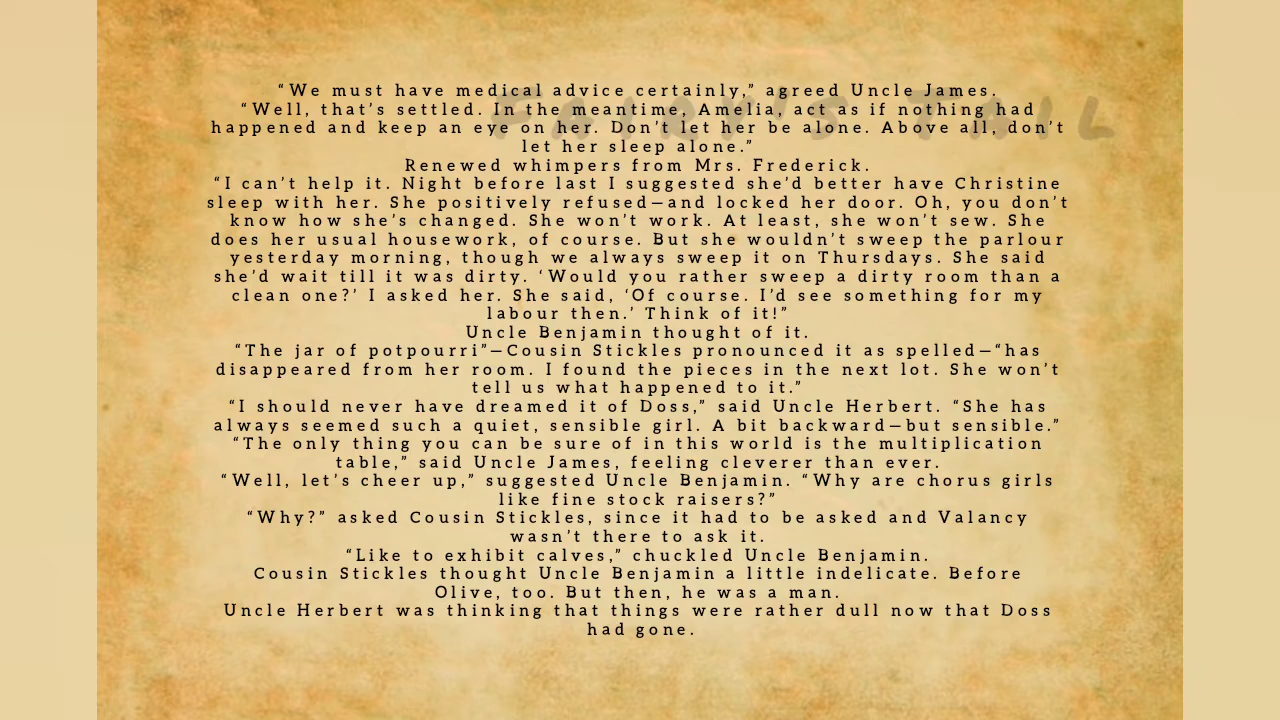 “We must have medical advice certainly,” agreed Uncle James.
“Well, that’s settled. In the meantime, Amelia, act as if nothing had
happened and keep an eye on her. Don’t let her be alone. Above all, don’t
let her sleep alone.”
Renewed whimpers from Mrs. Frederick.
“I can’t help it. Night before last I suggested she’d better have Christine
sleep with her. She positively refused—and locked her door. Oh, you don’t
know how she’s changed. She won’t work. At least, she won’t sew. She
does her usual housework, of course. But she wouldn’t sweep the parlour
yesterday morning, though we always sweep it on Thursdays. She said
she’d wait till it was dirty. ‘Would you rather sweep a dirty room than a
clean one?’ I asked her. She said, ‘Of course. I’d see something for my
labour then.’ Think of it!”
Uncle Benjamin thought of it.
“The jar of potpourri”—Cousin Stickles pronounced it as spelled—“has
disappeared from her room. I found the pieces in the next lot. She won’t
tell us what happened to it.”
“I should never have dreamed it of Doss,” said Uncle Herbert. “She has
always seemed such a quiet, sensible girl. A bit backward—but sensible.”
“The only thing you can be sure of in this world is the multiplication
table,” said Uncle James, feeling cleverer than ever.
“Well, let’s cheer up,” suggested Uncle Benjamin. “Why are chorus girls
like fine stock raisers?”
“Why?” asked Cousin Stickles, since it had to be asked and Valancy
wasn’t there to ask it.
“Like to exhibit calves,” chuckled Uncle Benjamin.
Cousin Stickles thought Uncle Benjamin a little indelicate. Before
Olive, too. But then, he was a man.
Uncle Herbert was thinking that things were rather dull now that Doss
had gone.
FAIRY'S TAIL